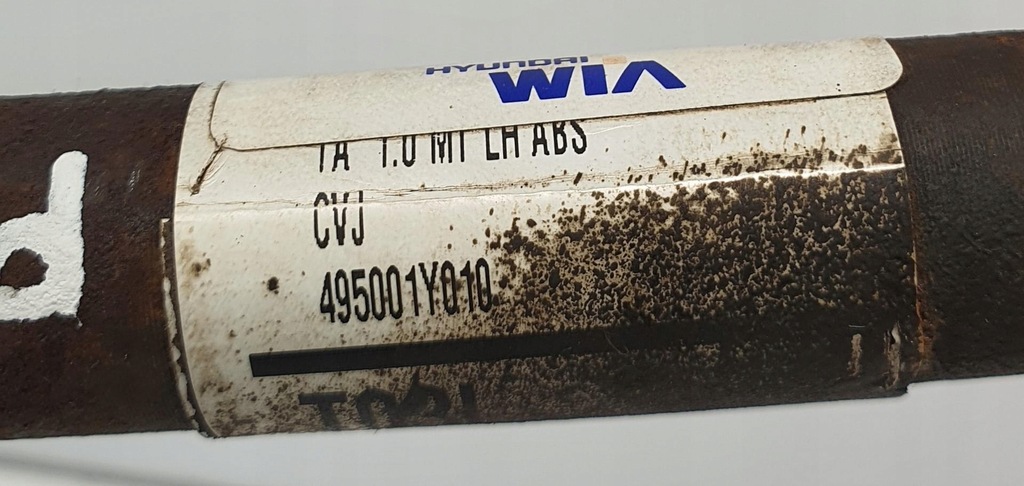 HYUNDAI
WIA
TA 1.0 MT LH ABS
CVJ
495001Y010